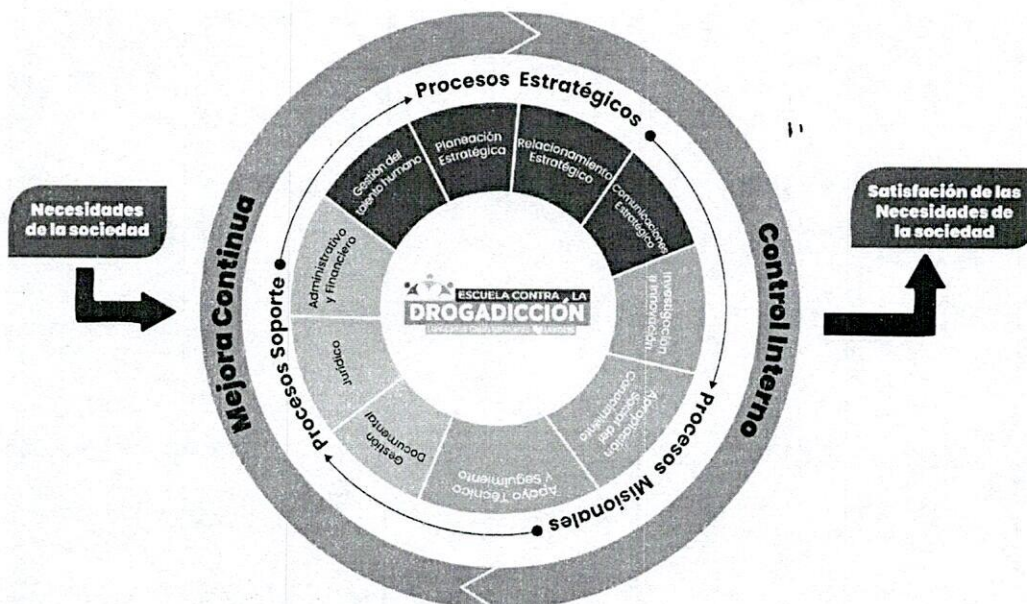 Procesos Estratégicos
Gestión del
talento humano
Planeación
Estratégica
Relacionamiento
Estratégico
Comunicaciones
Estratégica
Necesidades
de la sociedad
Mejora Continua
Control Interno
Satisfacción de las
Necesidades de
la sociedad
Administrativo
y Financiero
Jurídico
Gestión
Documental
Procesos Soporte
ESCUELA CONTRA LA
DROGADICCIÓN
Investigación
e Innovación
Apropiación
Social del
Conocimiento
Apoyo Técnico
y Seguimiento
Procesos Misionales